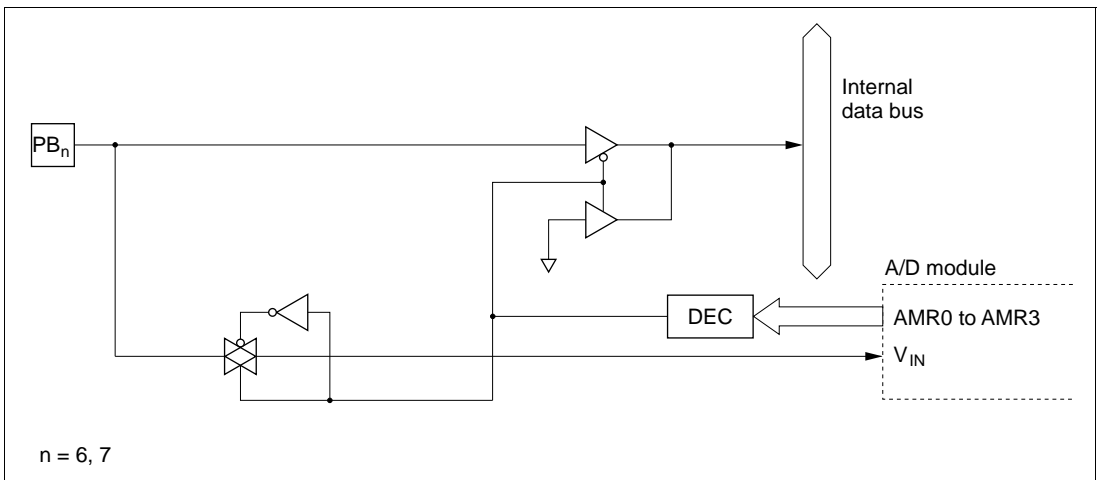 Internal
data bus
PBn
A/D module
DEC
AMR0 to AMR3
VIN
n = 6, 7